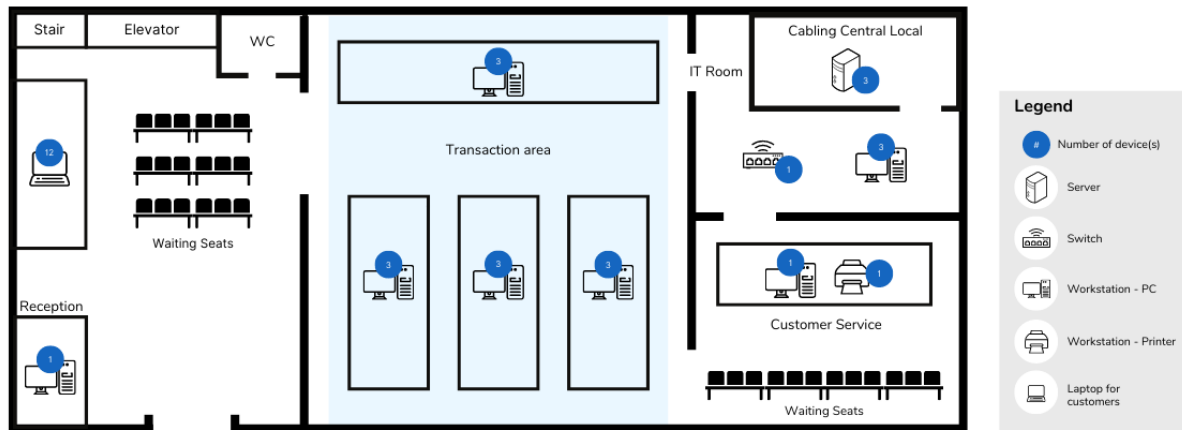 Stair
Elevator
WC
Cabling Central Local
3
3
IT Room
12
Transaction area
1
3
Waiting Seats
3
3
3
1
1
Reception
Customer Service
1
Waiting Seats
Legend
# Number of device(s)
Server
Switch
Workstation - PC
Workstation - Printer
Laptop for
customers